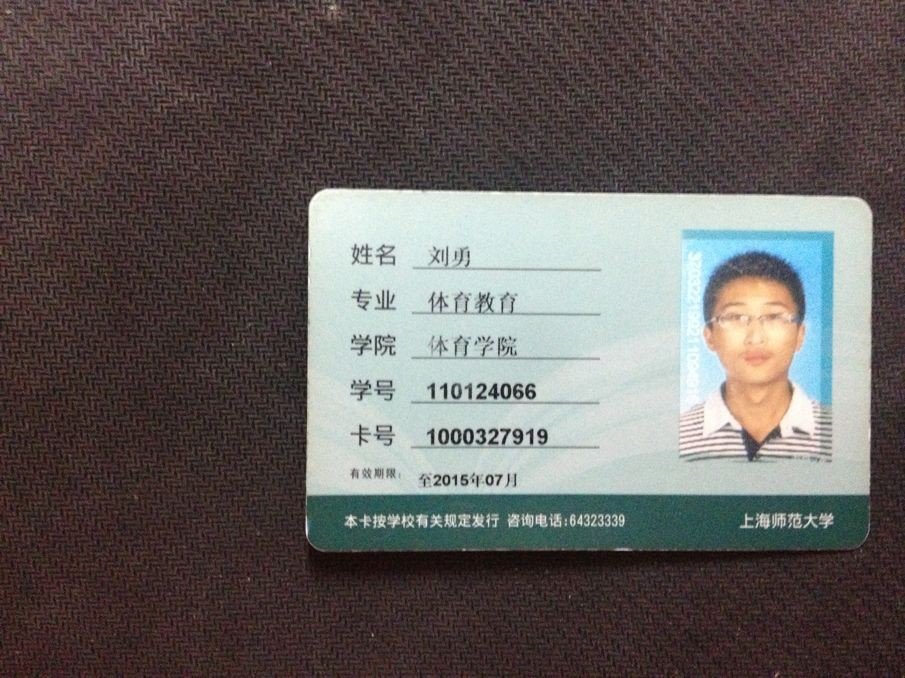 姓名 刘勇
专业 体育教育
学院 体育学院
学号 110124066
卡号 1000327919
有效期限： 至2015年07月
本卡按学校有关规定发行 咨询电话:64323339
上海师范大学